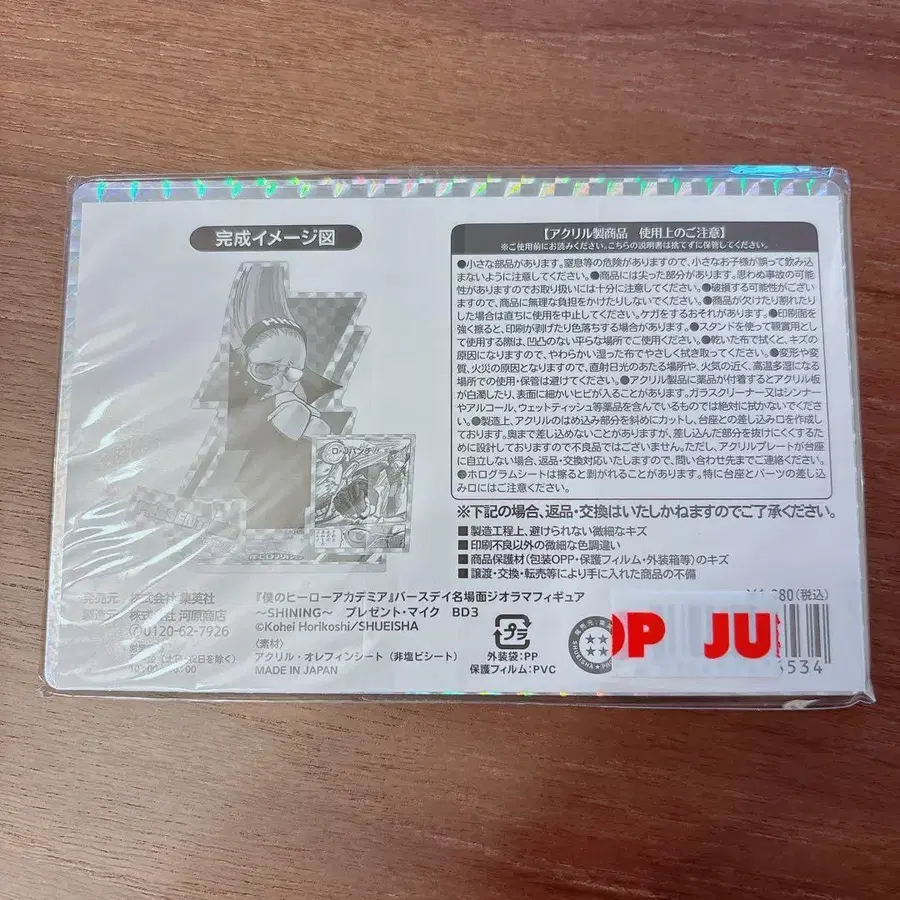 完成イメージ図
【アクリル製商品　使用上のご注意】
※ご使用前にお読みください。こちらの説明書は捨てずに保管してください。
●小さな部品があります。窒息等の危険がありますので、小さなお子様が誤って飲み込
まないように注意してください。●商品には尖った部分があります。思わぬ事故の可能
性がありますのでお取り扱いには十分に注意してください。●破損する可能性がござい
ますので、商品に無理な負担をかけたりしないでください。●商品が欠けたり割れたり
した場合は直ちに使用を中止してください。ケガをするおそれがあります。●印刷面を
強く擦ると、印刷が剥げたり色落ちする場合があります。●スタンドを使って観賞用とし
て使用する際は、凹凸のない平らな場所でご使用ください。●乾いた布で拭くと、キズの
原因になりますので、やわらかい湿った布でやさしく拭き取ってください。●変形や変
質、火災の原因となりますので、直射日光のあたる場所や、火気の近く、高温多湿になる
場所での使用・保管は避けてください。●アクリル製品に薬品が付着するとアクリル板
が白濁したり、表面に細かいヒビが入ることがあります。ガラスクリーナー又はシンナー
やアルコール、ウェットティッシュ等薬品を含んでいるものでは絶対に拭かないでくださ
い。●製造上、アクリルのはめ込み部分を斜めにカットし、台座との差し込み口を作成し
ております。奥まで差し込めないことがありますが、差し込んだ部分を抜けにくくするた
めに設計しておりますので不良品ではございません。ただし、アクリルプレートが台座
に自立しない場合、返品・交換対応いたしますので、問い合わせ先までご連絡ください。
●ホログラムシートは擦ると剥がれることがあります。特に台座とパーツの差し込
み口にはご注意ください。
※下記の場合、返品・交換はいたしかねますのでご了承ください。
■製造工程上、避けられない微細なキズ
■印刷不良以外の微細な色調違い
■商品保護材（包装OPP・保護フィルム・外装箱等）のキズ
■譲渡・交換・転売等により手に入れた商品の不備
発売元　株式会社 集英社
製造元　株式会社 河原商店
0120-62-7926
（土日・祝日を除く）
『僕のヒーローアカデミア』バースデイ名場面ジオラマフィギュア
〜SHINING〜　プレゼント・マイク　BD3
©Kohei Horikoshi/SHUEISHA
〈素材〉
アクリル・オレフィンシート（非塩ビシート）
MADE IN JAPAN
プラ
外装袋：PP
保護フィルム：PVC
（税込）
OP JU
534